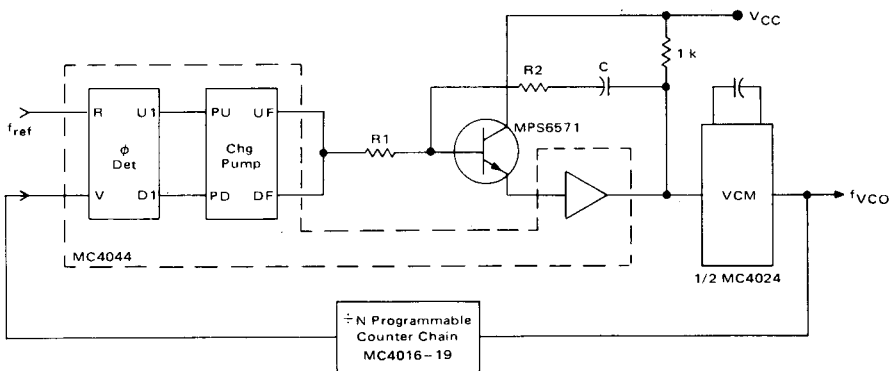 VCC
1 k
R2
C
MPS6571
fref
R
U1
PU
UF
φ
Det
Chg
Pump
R1
V
D1
PD
DF
VCM
fVCO
MC4044
1/2 MC4024
÷N Programmable
Counter Chain
MC4016-19